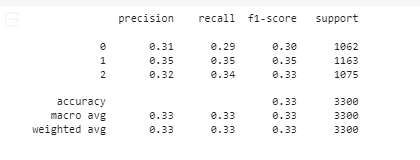 precision recall f1-score support
0 0.31 0.29 0.30 1062
1 0.35 0.35 0.35 1163
2 0.32 0.34 0.33 1075
accuracy 0.33 3300
macro avg 0.33 0.33 0.33 3300
weighted avg 0.33 0.33 0.33 3300